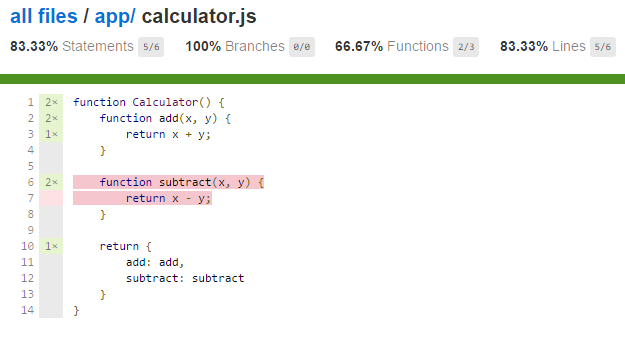 all files / app/ calculator.js
83.33% Statements 5/6 100% Branches 0/0 66.67% Functions 2/3 83.33% Lines 5/6
1 2× function Calculator() {
2 2×     function add(x, y) {
3 1×         return x + y;
4     }
5
6 2×     function subtract(x, y) {
7         return x - y;
8     }
9
10 1×     return {
11         add: add,
12         subtract: subtract
13     }
14 }